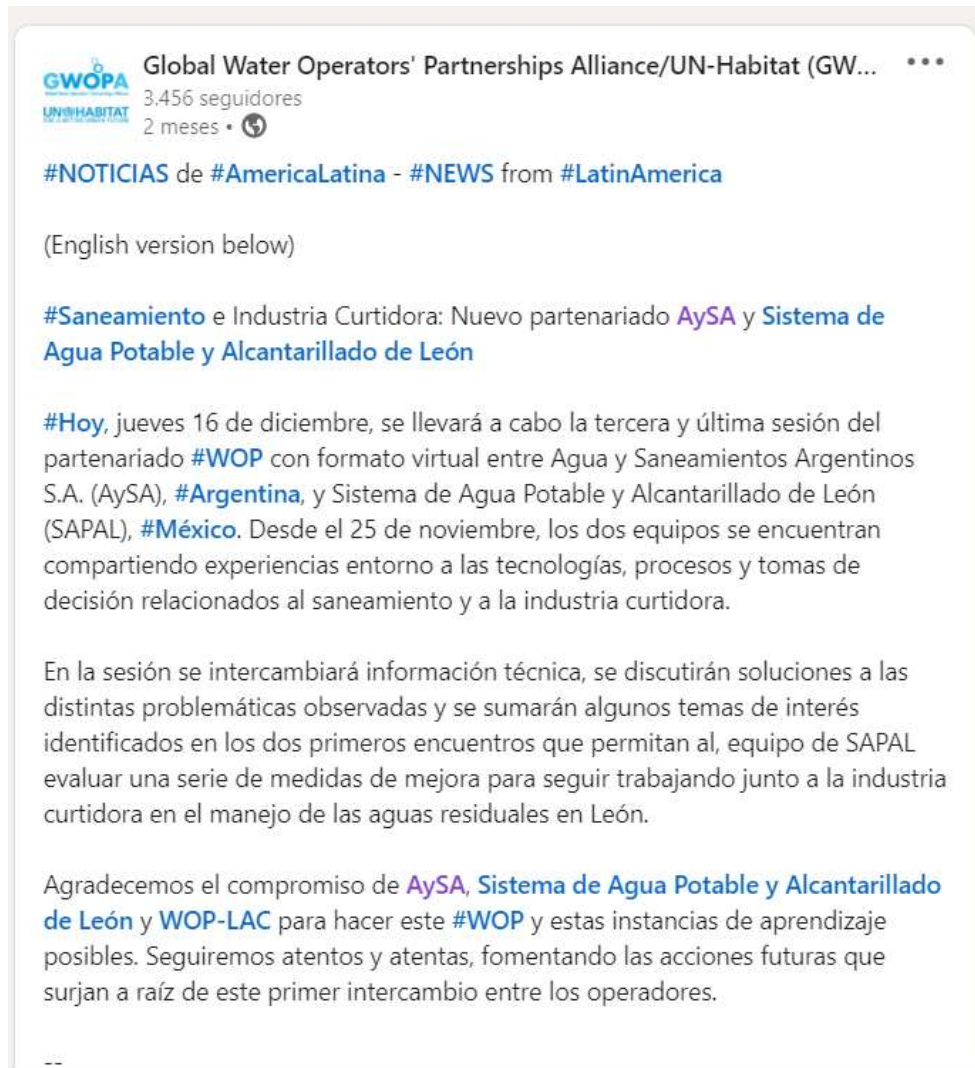 GWOPA
UN-HABITAT
Global Water Operators' Partnerships Alliance/UN-Habitat (GW...
3.456 seguidores
2 meses •
#NOTICIAS de #AmericaLatina - #NEWS from #LatinAmerica
(English version below)
#Saneamiento e Industria Curtidora: Nuevo partenariado AySA y Sistema de
Agua Potable y Alcantarillado de León
#Hoy, jueves 16 de diciembre, se llevará a cabo la tercera y última sesión del
partenariado #WOP con formato virtual entre Agua y Saneamientos Argentinos
S.A. (AySA), #Argentina, y Sistema de Agua Potable y Alcantarillado de León
(SAPAL), #México. Desde el 25 de noviembre, los dos equipos se encuentran
compartiendo experiencias entorno a las tecnologías, procesos y tomas de
decisión relacionados al saneamiento y a la industria curtidora.
En la sesión se intercambiará información técnica, se discutirán soluciones a las
distintas problemáticas observadas y se sumarán algunos temas de interés
identificados en los dos primeros encuentros que permitan al, equipo de SAPAL
evaluar una serie de medidas de mejora para seguir trabajando junto a la industria
curtidora en el manejo de las aguas residuales en León.
Agradecemos el compromiso de AySA, Sistema de Agua Potable y Alcantarillado
de León y WOP-LAC para hacer este #WOP y estas instancias de aprendizaje
posibles. Seguiremos atentos y atentas, fomentando las acciones futuras que
surjan a raíz de este primer intercambio entre los operadores.
--